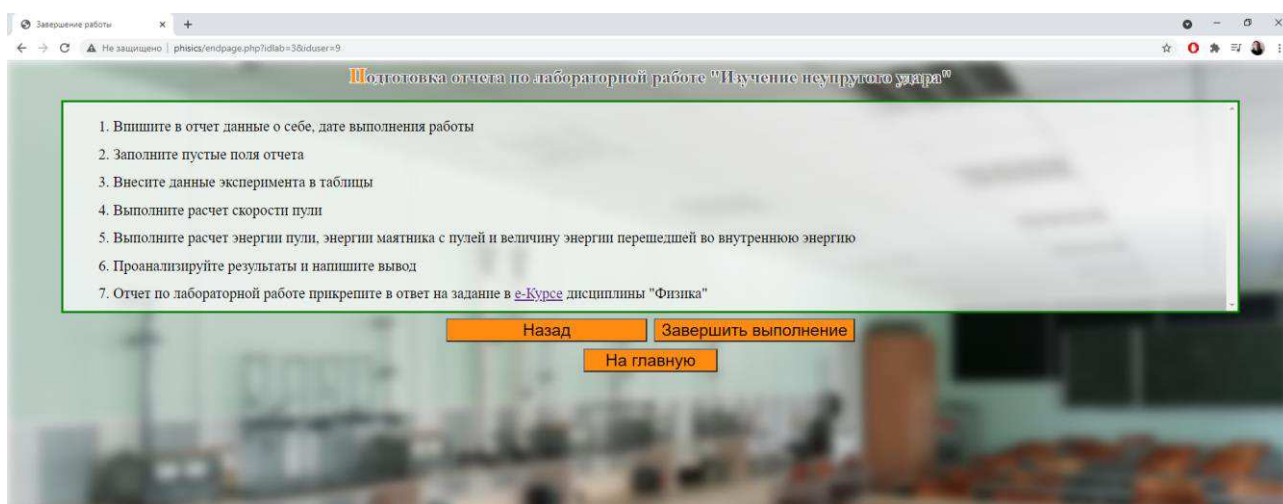 Завершение работы
Не защищено | phisics/endpage.php?idlab=3&iduser=9
Подготовка отчета по лабораторной работе "Изучение неупругого удара"
1. Впишите в отчет данные о себе, дате выполнения работы
2. Заполните пустые поля отчета
3. Внесите данные эксперимента в таблицы
4. Выполните расчет скорости пули
5. Выполните расчет энергии пули, энергии маятника с пулей и величину энергии перешедшей во внутреннюю энергию
6. Проанализируйте результаты и напишите вывод
7. Отчет по лабораторной работе прикрепите в ответ на задание в е-Курсе дисциплины "Физика"
Назад Завершить выполнение
На главную